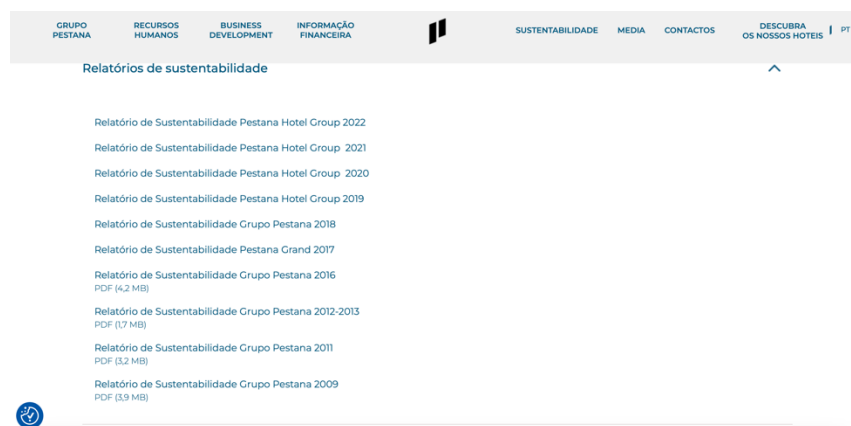 GRUPO
PESTANA
RECURSOS
HUMANOS
BUSINESS
DEVELOPMENT
INFORMAÇÃO
FINANCEIRA
SUSTENTABILIDADE
MEDIA
CONTACTOS
DESCUBRA
OS NOSSOS HOTEIS
PT
Relatórios de sustentabilidade
Relatório de Sustentabilidade Pestana Hotel Group 2022
Relatório de Sustentabilidade Pestana Hotel Group 2021
Relatório de Sustentabilidade Pestana Hotel Group 2020
Relatório de Sustentabilidade Pestana Hotel Group 2019
Relatório de Sustentabilidade Grupo Pestana 2018
Relatório de Sustentabilidade Pestana Grand 2017
Relatório de Sustentabilidade Grupo Pestana 2016
PDF (4,2 MB)
Relatório de Sustentabilidade Grupo Pestana 2012-2013
PDF (1,7 MB)
Relatório de Sustentabilidade Grupo Pestana 2011
PDF (3,2 MB)
Relatório de Sustentabilidade Grupo Pestana 2009
PDF (3,9 MB)